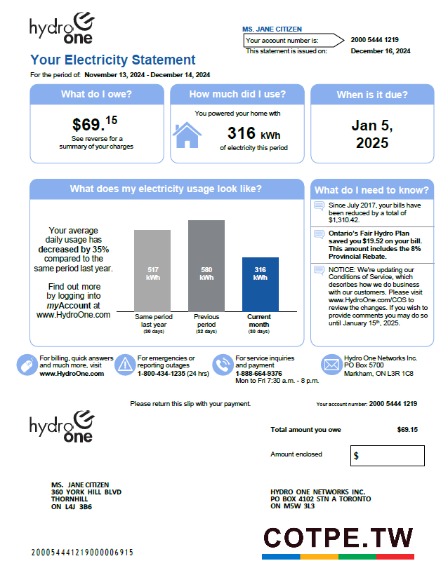 hydro one
MS. JANE CITIZEN
Your account number is: 2000 5444 1219
This statement is issued on: December 16, 2024
Your Electricity Statement
For the period of: November 13, 2024 - December 14, 2024
What do I owe?
$69.15
See reverse for a
summary of your charges
How much did I use?
You powered your home with
316 kWh
of electricity this period
When is it due?
Jan 5,
2025
What does my electricity usage look like?
Your average
daily usage has
decreased by 35%
compared to the
same period last year.
Find out more
by logging into
myAccount at
www.HydroOne.com
517
kWh
580
kWh
316
kWh
Same period
last year
Previous
period
Current
month
What do I need to know?
Since July 2017, your bills have
been reduced by a total of
$1,310.42.
Ontario's Fair Hydro Plan
saved you $19.52 on your bill.
This amount includes the 8%
Provincial Rebate.
NOTICE: We're updating our
Conditions of Service, which
describes how we do business
with our customers. Please visit
www.HydroOne.com/COS to
review the changes. If you wish to
provide comments you may do so
until January 15th, 2025.
For billing, quick answers
and much more, visit
www.HydroOne.com
For emergencies or
reporting outages
1-800-434-1235 (24 hrs)
For service inquiries
and payment
1-888-664-9376
Mon to Fri 7:30 a.m. - 8 p.m.
Hydro One Networks Inc.
PO Box 5700
Markham, ON L3R 1C8
Please return this slip with your payment.
Your account number: 2000 5444 1219
hydro one
Total amount you owe $69.15
Amount enclosed $
MS. JANE CITIZEN
360 YORK HILL BLVD
THORNHILL
ON L4J 3B6
HYDRO ONE NETWORKS INC.
PO BOX 4102 STN A TORONTO
ON M5W 3L3
COTPE.TW
200054441219000006915